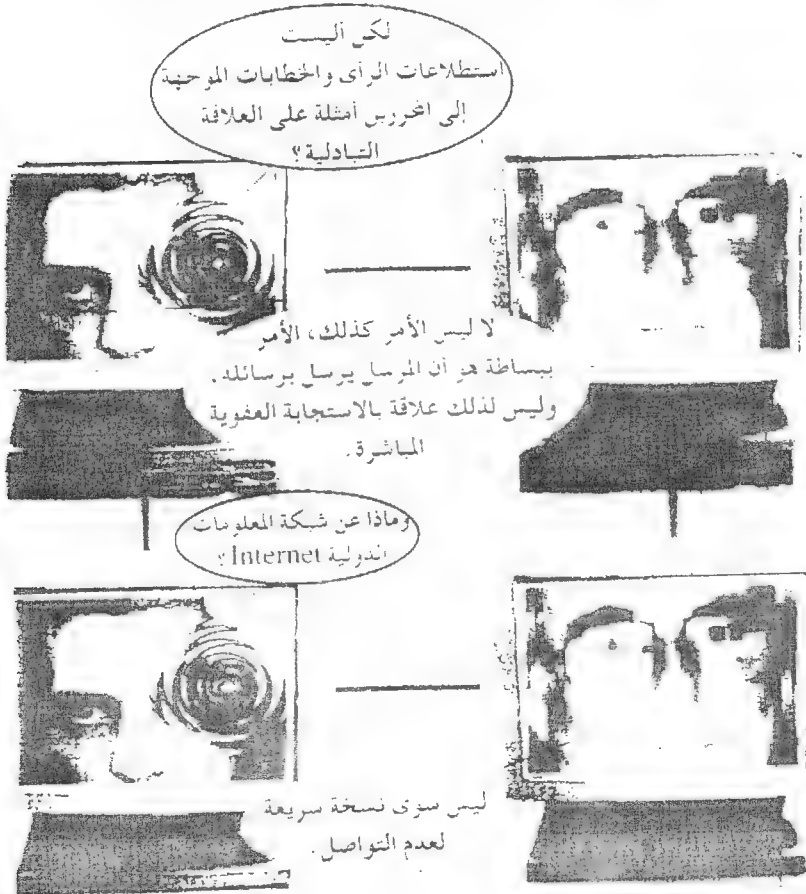 لكن أليست
استطلاعات الرأى والخطابات الموجهة
إلى المحررين أمثلة على العلاقة
التبادلية؟
لا ليس الأمر كذلك، الأمر
ببساطة هو أن المرسل يرسل برسائله.
وليس لذلك علاقة بالاستجابة العفوية
المباشرة.
وماذا عن شبكة المعلومات
الدولية Internet؟
ليس سوى نسخة سريعة
لعدم التواصل.